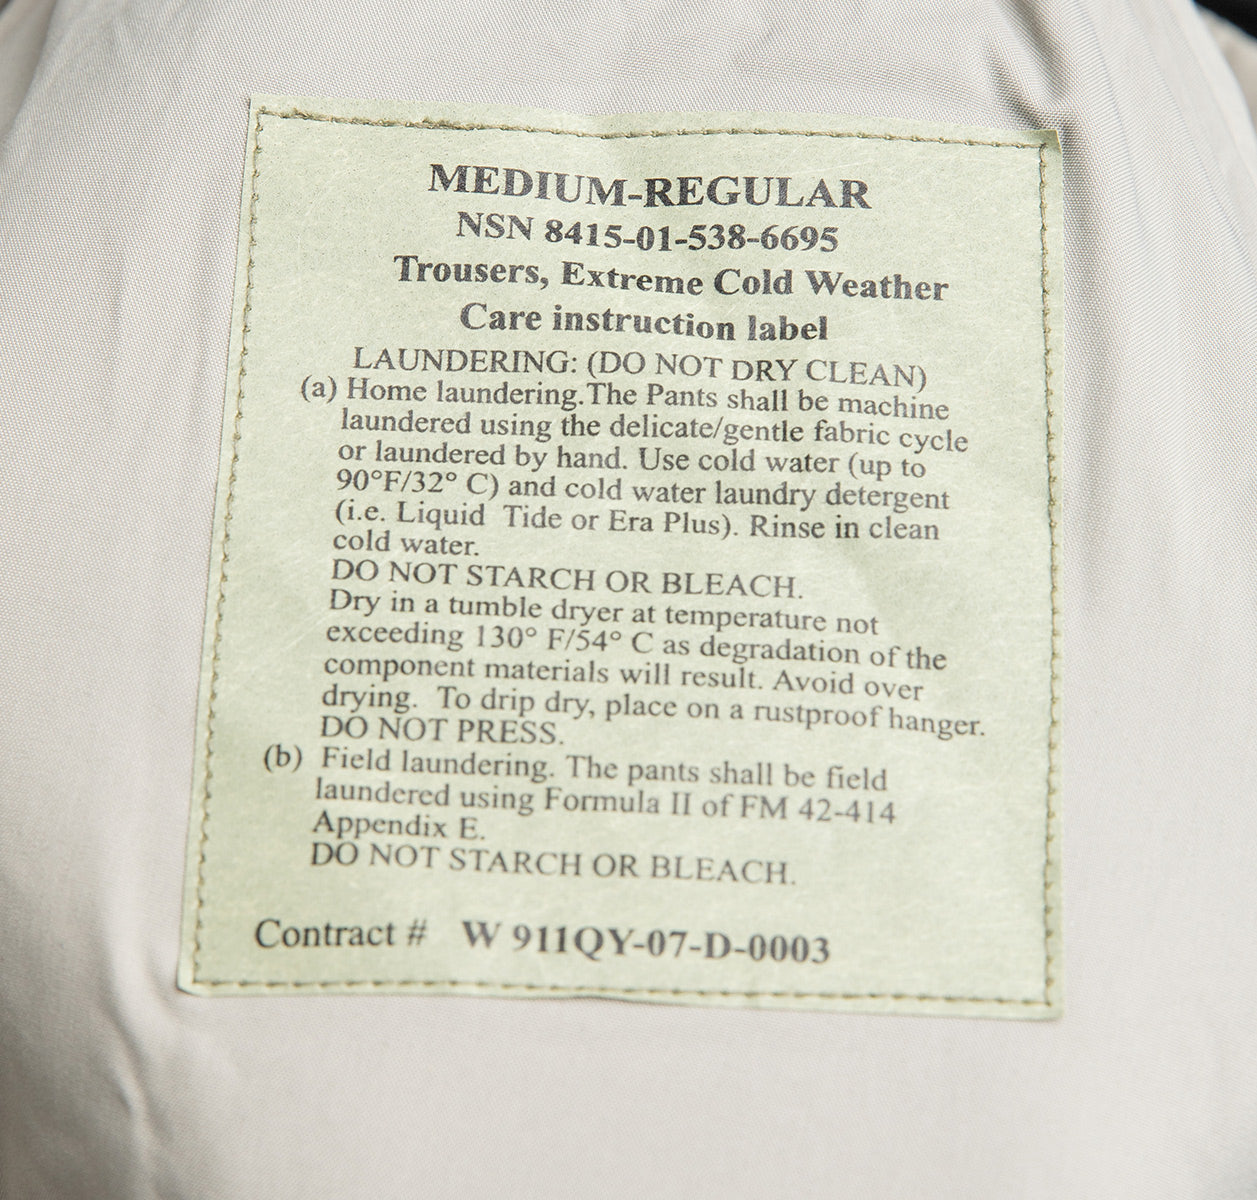 MEDIUM-REGULAR
NSN 8415-01-538-6695
Trousers, Extreme Cold Weather
Care instruction label
LAUNDERING: (DO NOT DRY CLEAN)
(a) Home laundering.The Pants shall be machine
laundered using the delicate/gentle fabric cycle
or laundered by hand. Use cold water (up to
90°F/32° C) and cold water laundry detergent
(i.e. Liquid  Tide or Era Plus). Rinse in clean
cold water.
DO NOT STARCH OR BLEACH.
Dry in a tumble dryer at temperature not
exceeding 130° F/54° C as degradation of the
component materials will result. Avoid over
drying.  To drip dry, place on a rustproof hanger.
DO NOT PRESS.
(b)  Field laundering. The pants shall be field
laundered using Formula II of FM 42-414
Appendix E.
DO NOT STARCH OR BLEACH.
Contract #   W 911QY-07-D-0003